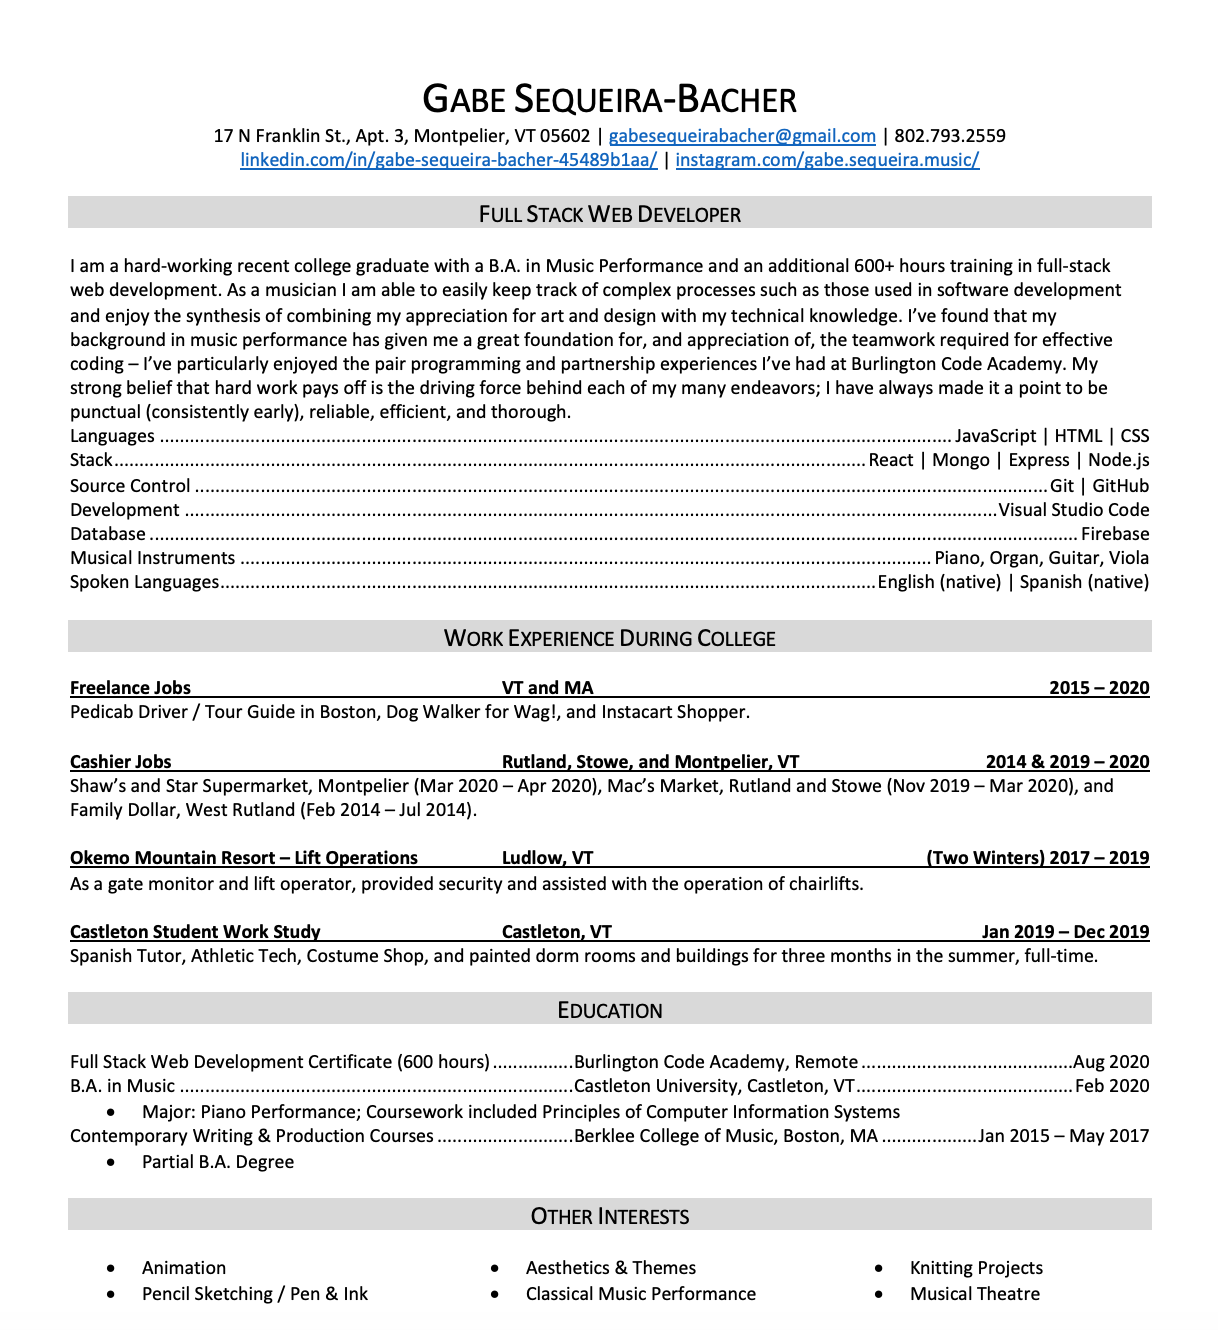 GABE SEQUEIRA-BACHER
17 N Franklin St., Apt. 3, Montpelier, VT 05602 | gabesequeirabacher@gmail.com | 802.793.2559
linkedin.com/in/gabe-sequeira-bacher-45489b1aa/ | instagram.com/gabe.sequeira.music/
FULL STACK WEB DEVELOPER
I am a hard-working recent college graduate with a B.A. in Music Performance and an additional 600+ hours training in full-stack
web development. As a musician I am able to easily keep track of complex processes such as those used in software development
and enjoy the synthesis of combining my appreciation for art and design with my technical knowledge. I've found that my
background in music performance has given me a great foundation for, and appreciation of, the teamwork required for effective
coding – I've particularly enjoyed the pair programming and partnership experiences I've had at Burlington Code Academy. My
strong belief that hard work pays off is the driving force behind each of my many endeavors; I have always made it a point to be
punctual (consistently early), reliable, efficient, and thorough.
Languages ........ JavaScript | HTML | CSS
Stack ........ React | Mongo | Express | Node.js
Source Control ........ Git | GitHub
Development ........ Visual Studio Code
Database ........ Firebase
Musical Instruments ........ Piano, Organ, Guitar, Viola
Spoken Languages ........ English (native) | Spanish (native)
WORK EXPERIENCE DURING COLLEGE
Freelance Jobs VT and MA 2015 – 2020
Pedicab Driver / Tour Guide in Boston, Dog Walker for Wag!, and Instacart Shopper.
Cashier Jobs Rutland, Stowe, and Montpelier, VT 2014 & 2019 – 2020
Shaw's and Star Supermarket, Montpelier (Mar 2020 – Apr 2020), Mac's Market, Rutland and Stowe (Nov 2019 – Mar 2020), and
Family Dollar, West Rutland (Feb 2014 – Jul 2014).
Okemo Mountain Resort – Lift Operations Ludlow, VT (Two Winters) 2017 – 2019
As a gate monitor and lift operator, provided security and assisted with the operation of chairlifts.
Castleton Student Work Study Castleton, VT Jan 2019 – Dec 2019
Spanish Tutor, Athletic Tech, Costume Shop, and painted dorm rooms and buildings for three months in the summer, full-time.
EDUCATION
Full Stack Web Development Certificate (600 hours) ........ Burlington Code Academy, Remote ........ Aug 2020
B.A. in Music ........ Castleton University, Castleton, VT ........ Feb 2020
• Major: Piano Performance; Coursework included Principles of Computer Information Systems
Contemporary Writing & Production Courses ........ Berklee College of Music, Boston, MA ........ Jan 2015 – May 2017
• Partial B.A. Degree
OTHER INTERESTS
• Animation • Aesthetics & Themes • Knitting Projects
• Pencil Sketching / Pen & Ink • Classical Music Performance • Musical Theatre